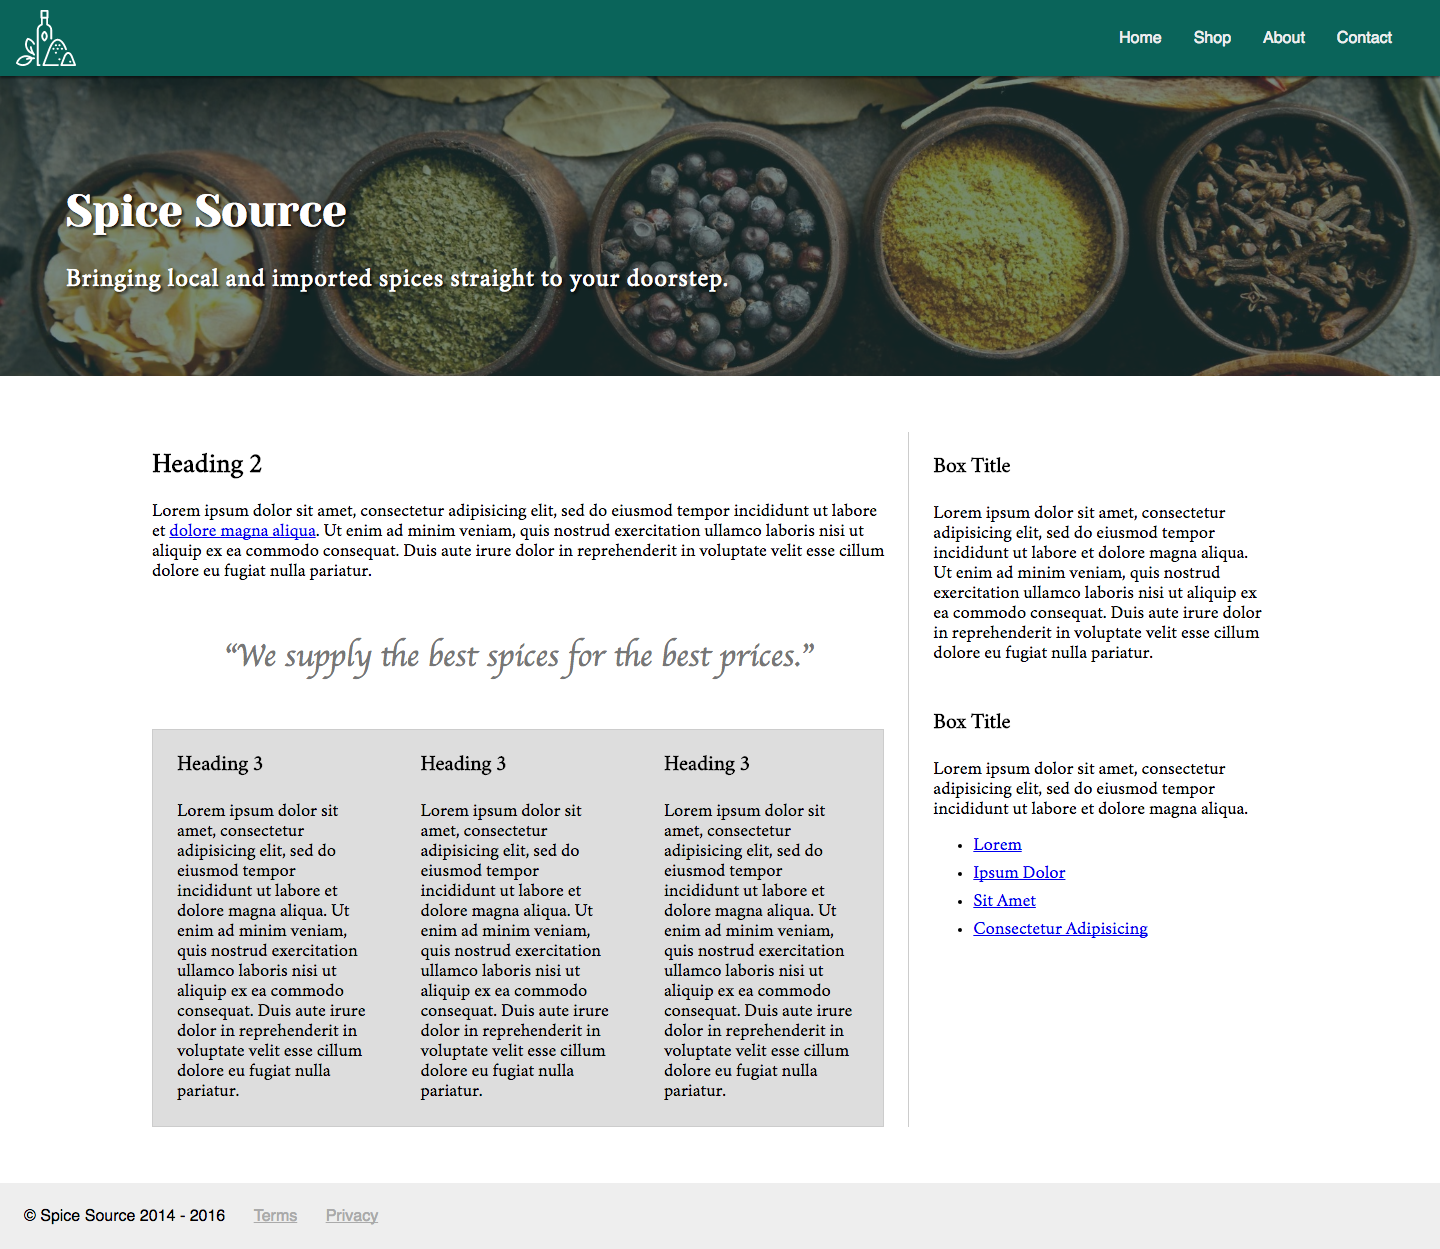 Home Shop About Contact
Spice Source
Bringing local and imported spices straight to your doorstep.
Heading 2
Lorem ipsum dolor sit amet, consectetur adipisicing elit, sed do eiusmod tempor incididunt ut labore
et dolore magna aliqua. Ut enim ad minim veniam, quis nostrud exercitation ullamco laboris nisi ut
aliquip ex ea commodo consequat. Duis aute irure dolor in reprehenderit in voluptate velit esse cillum
dolore eu fugiat nulla pariatur.
“We supply the best spices for the best prices.”
Heading 3
Lorem ipsum dolor sit
amet, consectetur
adipisicing elit, sed do
eiusmod tempor
incididunt ut labore et
dolore magna aliqua. Ut
enim ad minim veniam,
quis nostrud exercitation
ullamco laboris nisi ut
aliquip ex ea commodo
consequat. Duis aute irure
dolor in reprehenderit in
voluptate velit esse cillum
dolore eu fugiat nulla
pariatur.
Heading 3
Lorem ipsum dolor sit
amet, consectetur
adipisicing elit, sed do
eiusmod tempor
incididunt ut labore et
dolore magna aliqua. Ut
enim ad minim veniam,
quis nostrud exercitation
ullamco laboris nisi ut
aliquip ex ea commodo
consequat. Duis aute irure
dolor in reprehenderit in
voluptate velit esse cillum
dolore eu fugiat nulla
pariatur.
Heading 3
Lorem ipsum dolor sit
amet, consectetur
adipisicing elit, sed do
eiusmod tempor
incididunt ut labore et
dolore magna aliqua. Ut
enim ad minim veniam,
quis nostrud exercitation
ullamco laboris nisi ut
aliquip ex ea commodo
consequat. Duis aute irure
dolor in reprehenderit in
voluptate velit esse cillum
dolore eu fugiat nulla
pariatur.
Box Title
Lorem ipsum dolor sit amet, consectetur
adipisicing elit, sed do eiusmod tempor
incididunt ut labore et dolore magna aliqua.
Ut enim ad minim veniam, quis nostrud
exercitation ullamco laboris nisi ut aliquip ex
ea commodo consequat. Duis aute irure dolor
in reprehenderit in voluptate velit esse cillum
dolore eu fugiat nulla pariatur.
Box Title
Lorem ipsum dolor sit amet, consectetur
adipisicing elit, sed do eiusmod tempor
incididunt ut labore et dolore magna aliqua.
• Lorem
• Ipsum Dolor
• Sit Amet
• Consectetur Adipisicing
© Spice Source 2014 - 2016 Terms Privacy